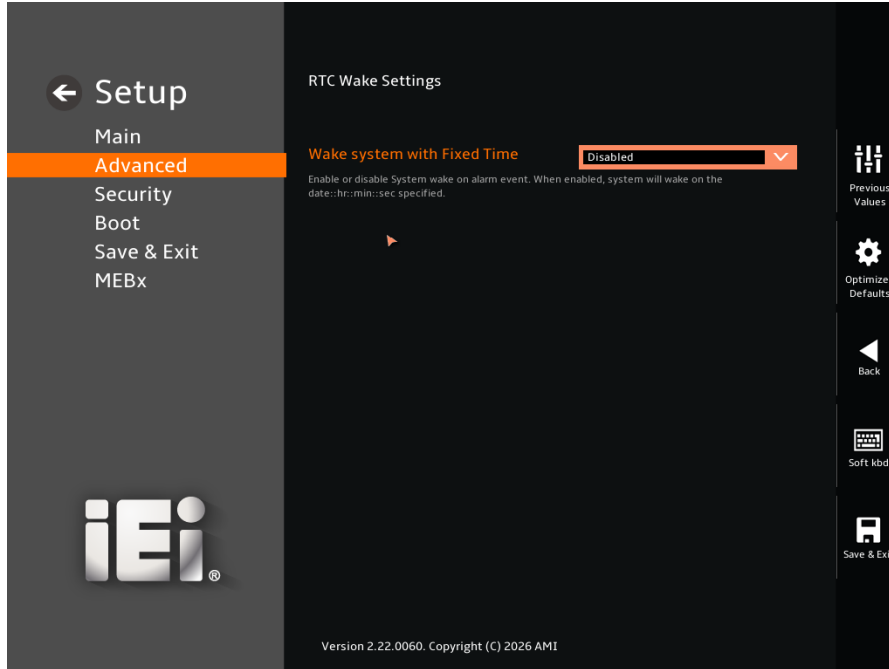 Setup
Main
Advanced
Security
Boot
Save & Exit
MEBx
iEi®
RTC Wake Settings
Wake system with Fixed Time
Disabled
Enable or disable System wake on alarm event. When enabled, system will wake on the
date::hr::min::sec specified.
Previous
Values
Optimize
Defaults
Back
Soft kbd
Save & Exi
Version 2.22.0060. Copyright (C) 2026 AMI